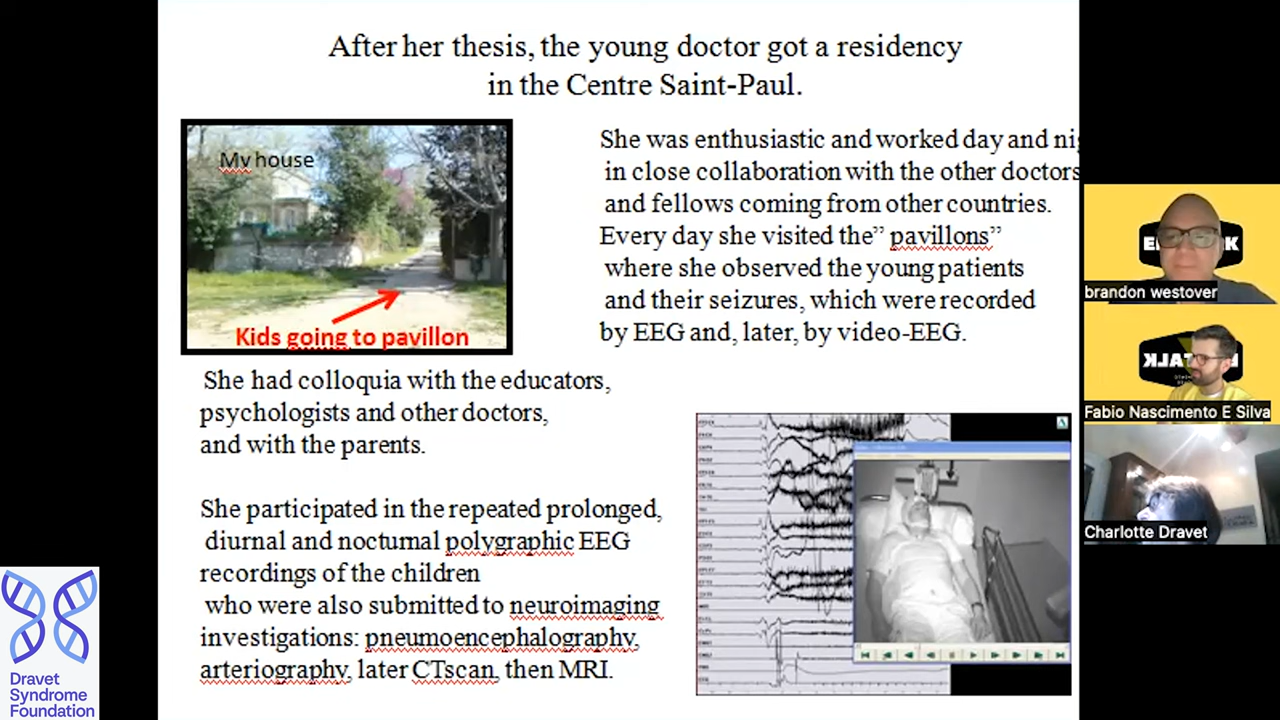 After her thesis, the young doctor got a residency
in the Centre Saint-Paul.
My house
Kids going to pavillon
She was enthusiastic and worked day and nig
in close collaboration with the other doctors
and fellows coming from other countries.
Every day she visited the” pavillons”
where she observed the young patients
and their seizures, which were recorded
by EEG and, later, by video-EEG.
She had colloquia with the educators,
psychologists and other doctors,
and with the parents.
She participated in the repeated prolonged,
diurnal and nocturnal polygraphic EEG
recordings of the children
who were also submitted to neuroimaging
investigations: pneumoencephalography,
arteriography, later CTscan, then MRI.
brandon westover
Fabio Nascimento E Silva
Charlotte Dravet
Dravet
Syndrome
Foundation